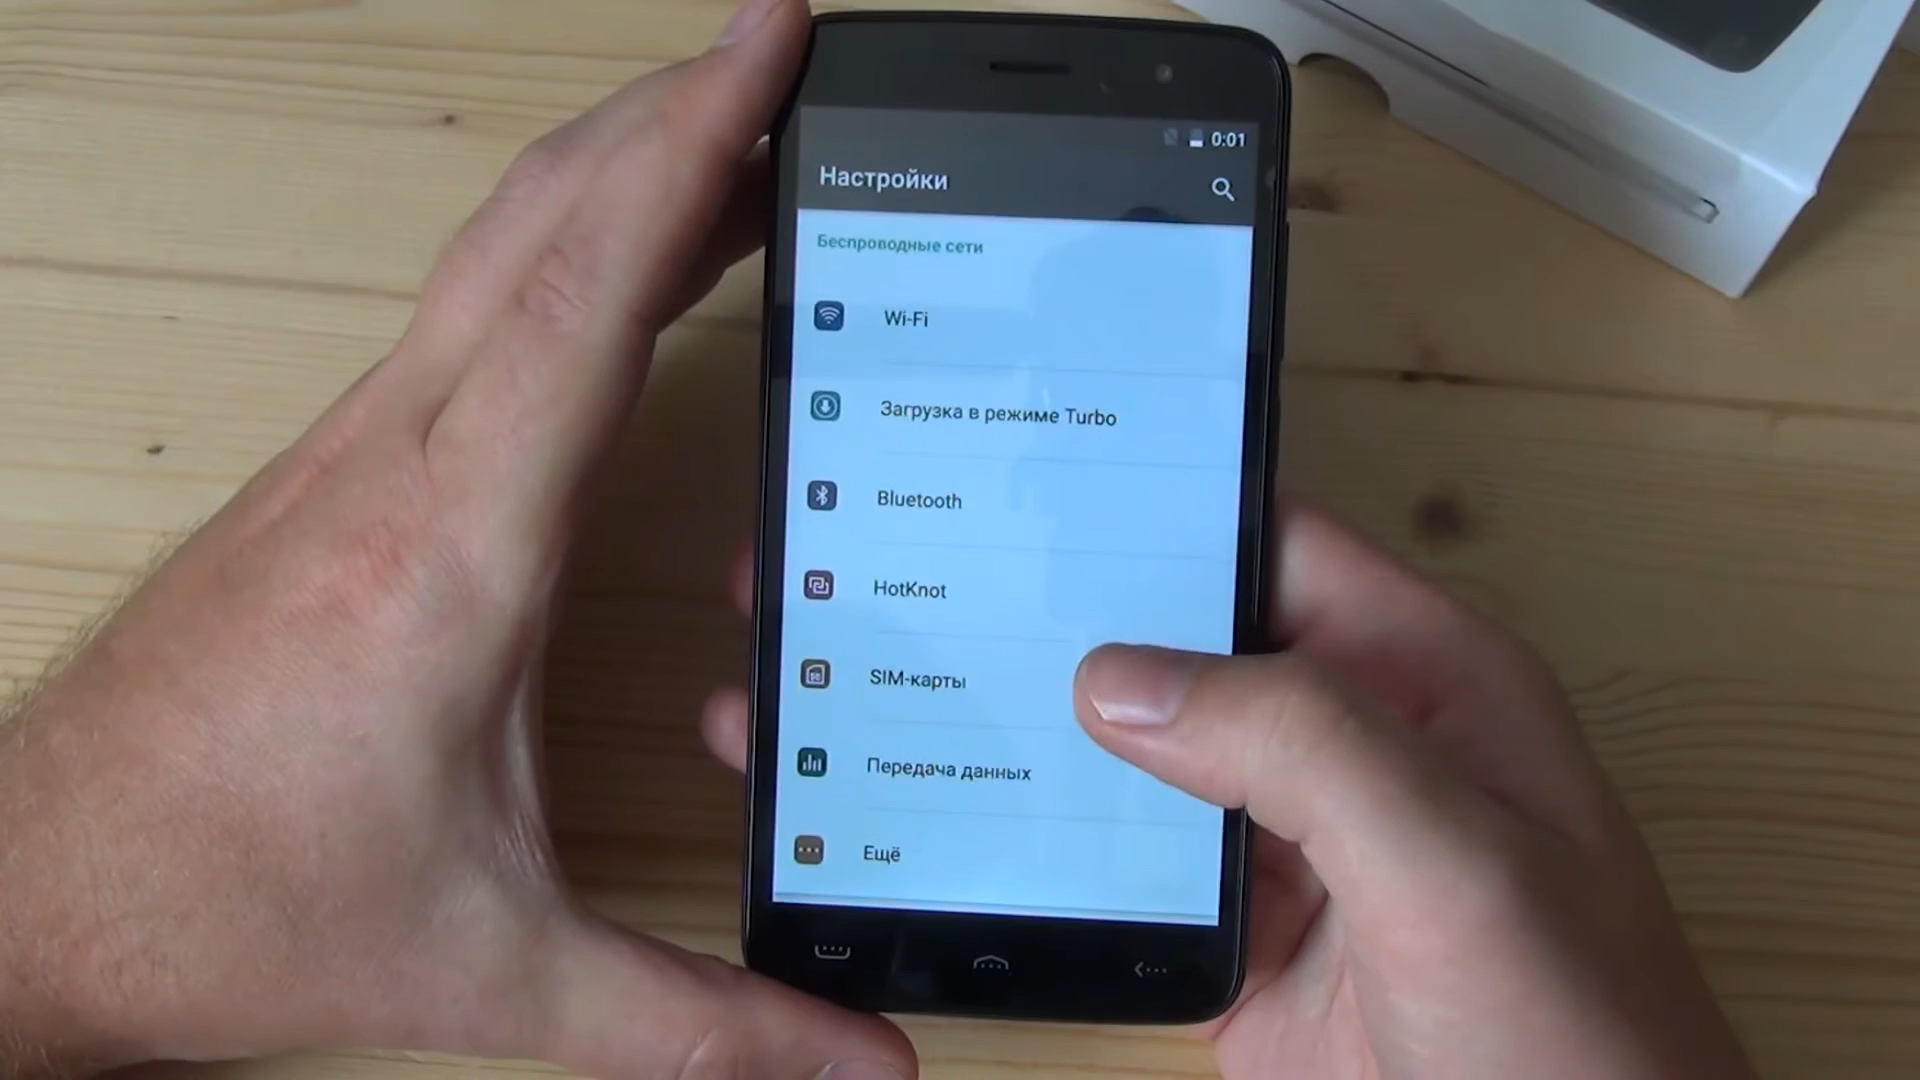 0:01
Настройки
Беспроводные сети
Wi-Fi
Загрузка в режиме Turbo
Bluetooth
HotKnot
SIM-карты
Передача данных
Ещё